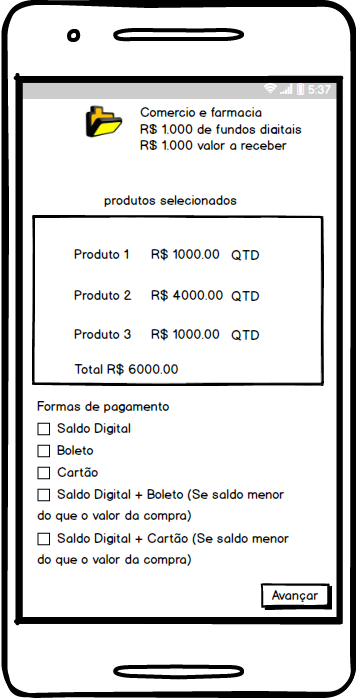 5:37
Comercio e farmacia
R$ 1.000 de fundos digitais
R$ 1.000 valor a receber
produtos selecionados
Produto 1 R$ 1000.00 QTD
Produto 2 R$ 4000.00 QTD
Produto 3 R$ 1000.00 QTD
Total R$ 6000.00
Formas de pagamento
Saldo Digital
Boleto
Cartão
Saldo Digital + Boleto (Se saldo menor
do que o valor da compra)
Saldo Digital + Cartão (Se saldo menor
do que o valor da compra)
Avançar